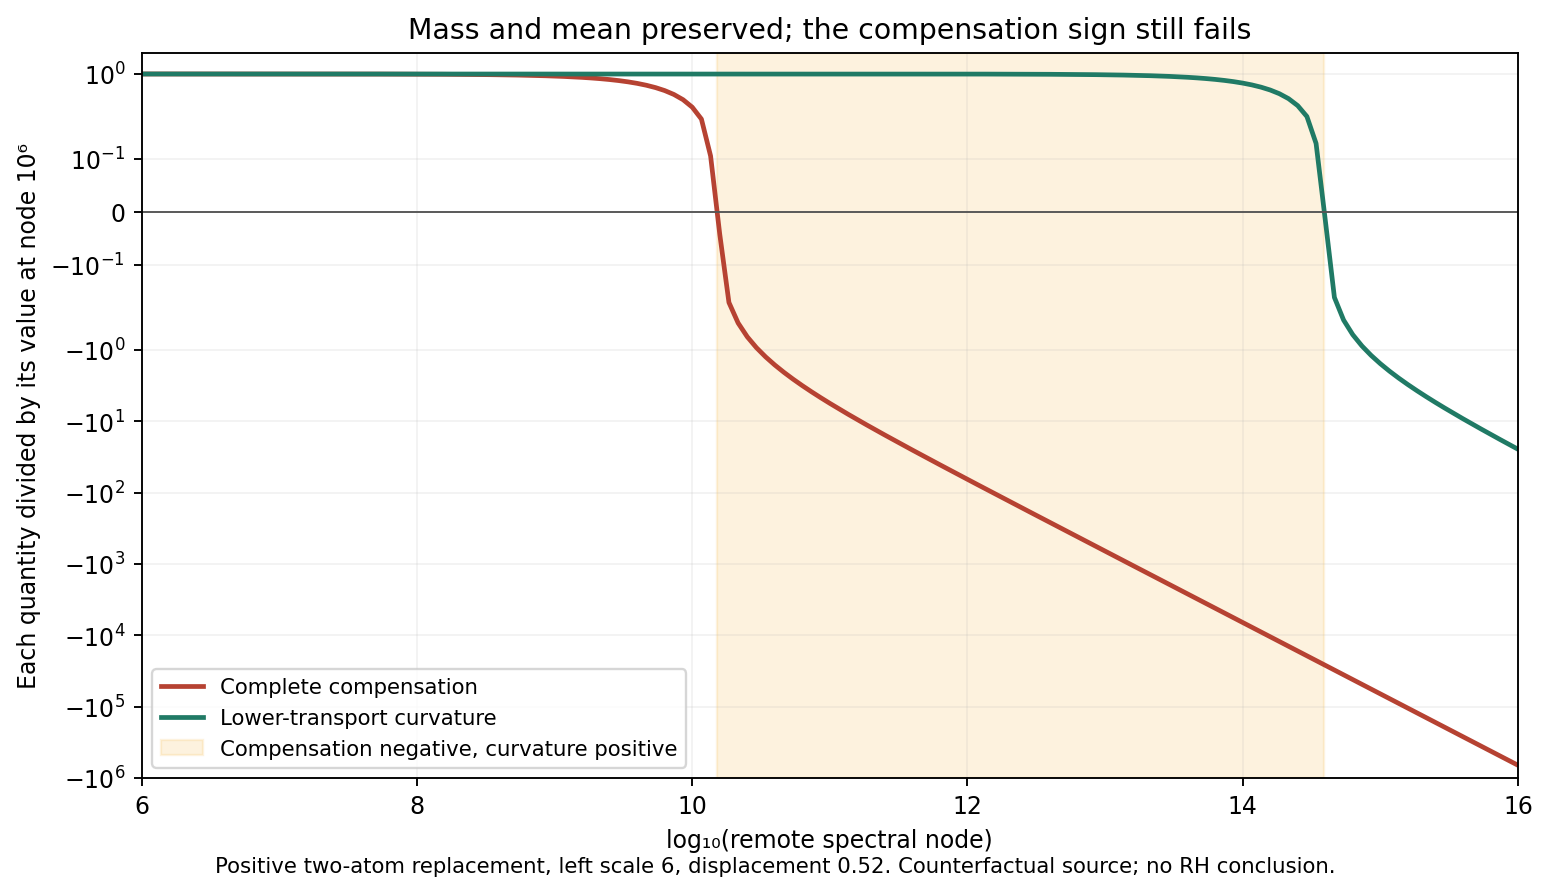 Mass and mean preserved; the compensation sign still fails
Each quantity divided by its value at node 10⁶
10⁰
10⁻¹
0
−10⁻¹
−10⁰
−10¹
−10²
−10³
−10⁴
−10⁵
−10⁶
Complete compensation
Lower-transport curvature
Compensation negative, curvature positive
6 8 10 12 14 16
log₁₀(remote spectral node)
Positive two-atom replacement, left scale 6, displacement 0.52. Counterfactual source; no RH conclusion.